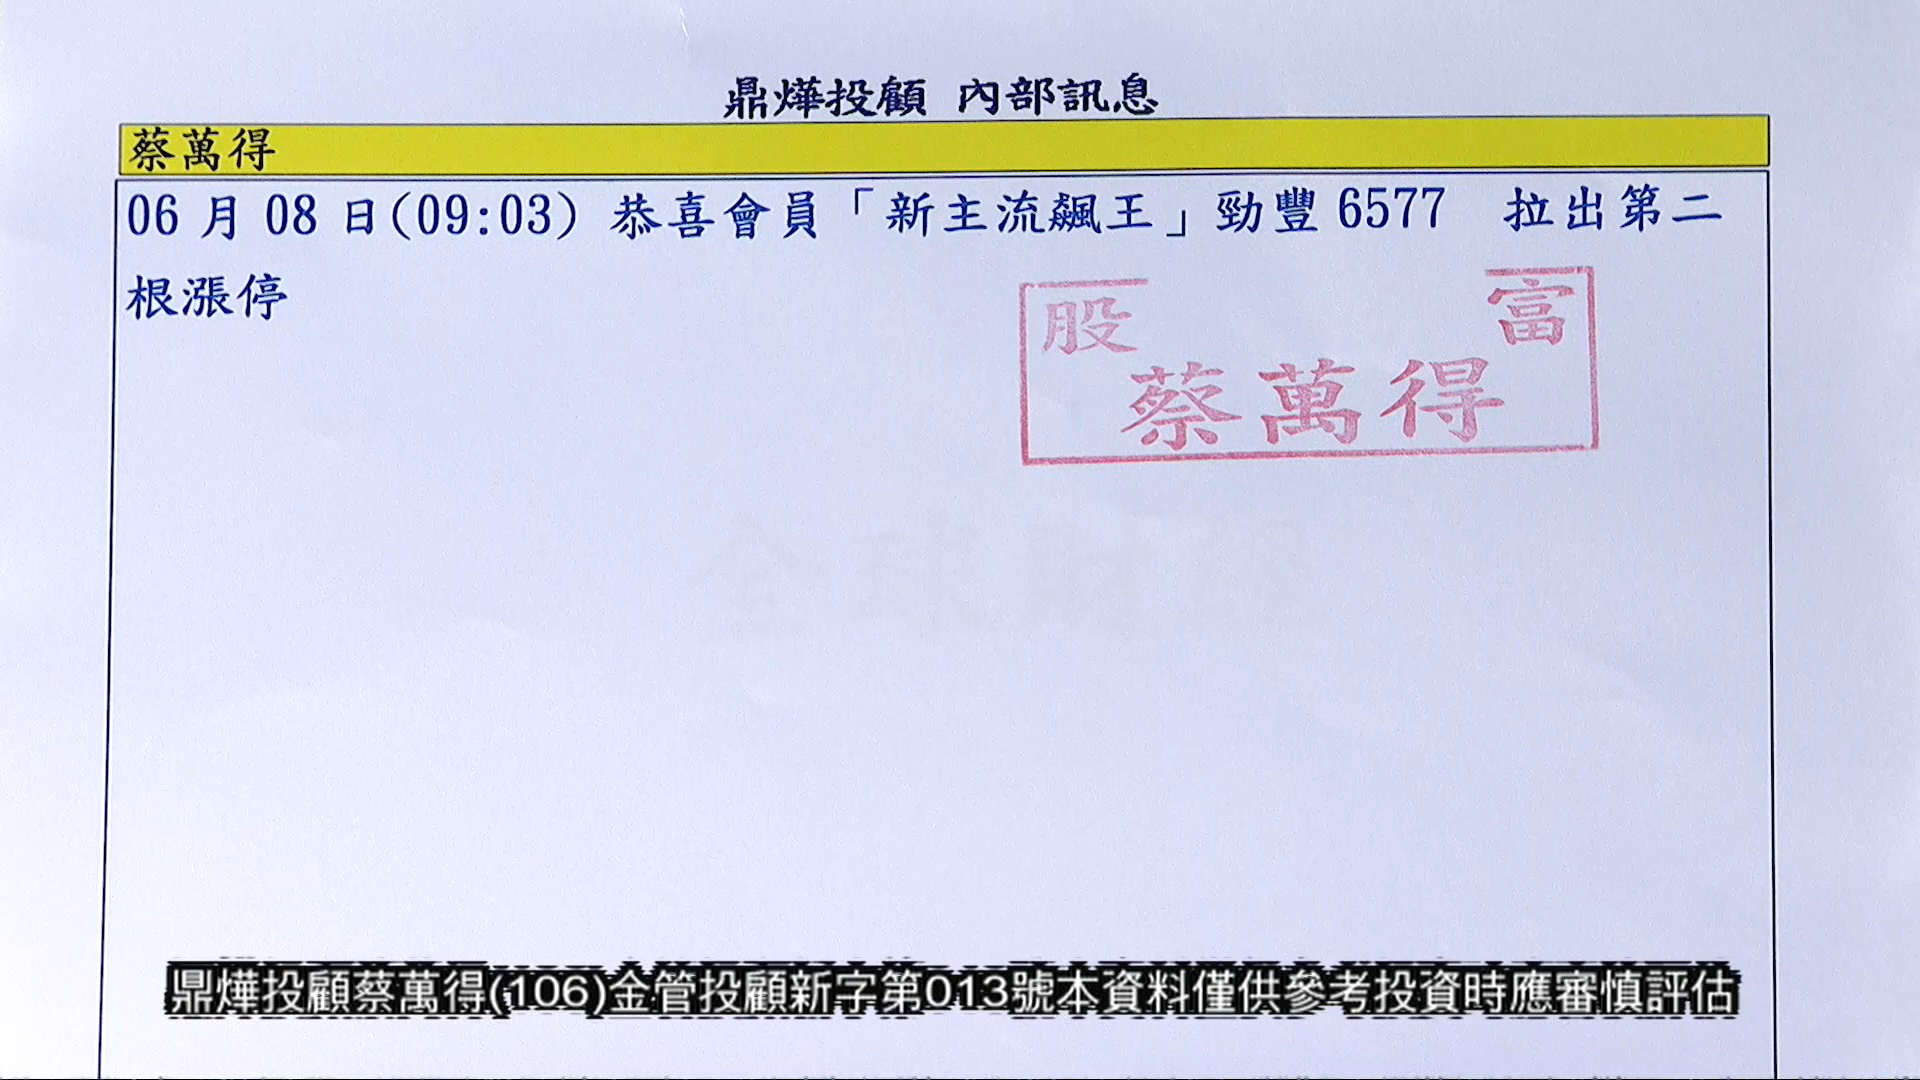 鼎燁投顧 內部訊息
蔡萬得
06 月 08 日(09:03) 恭喜會員「新主流飆王」勁豐 6577 拉出第二
根漲停
股 富
蔡萬得
鼎燁投顧蔡萬得(106)金管投顧新字第013號本資料僅供參考投資時應審慎評估